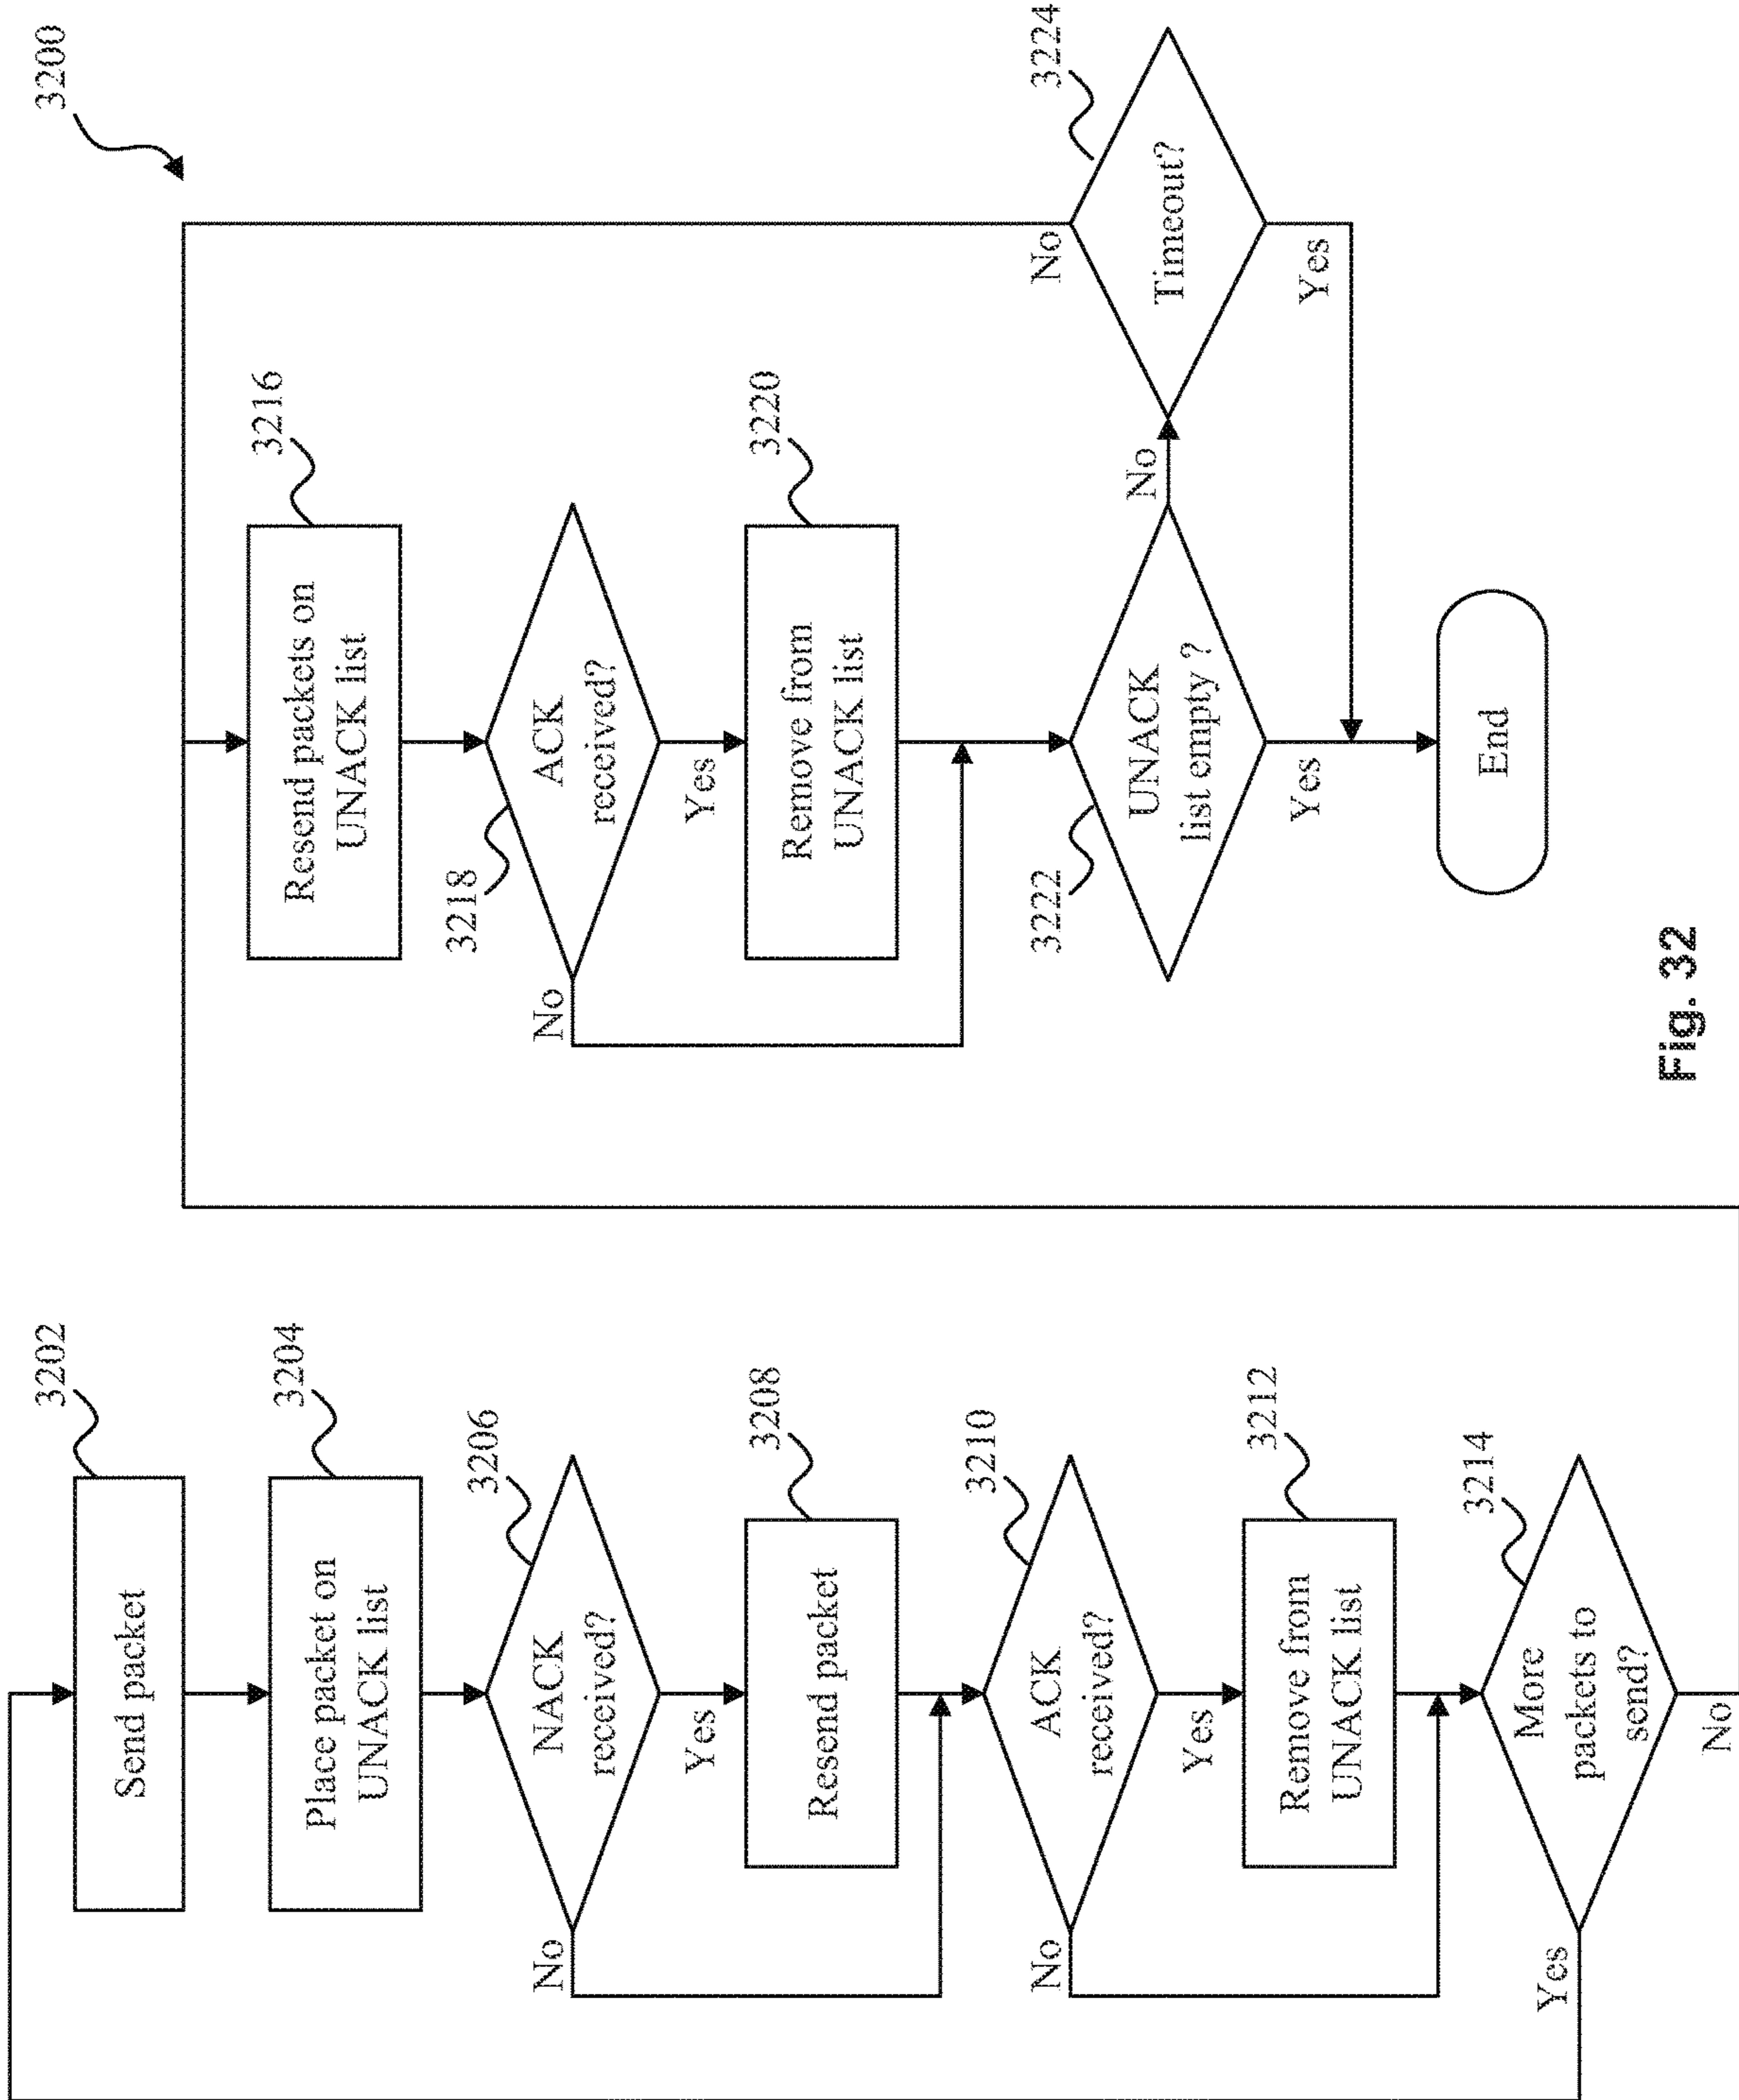 3200
Send packet
3202
Place packet on
UNACK list
3204
NACK
received?
3206
No
Yes
Resend packet
3208
ACK
received?
3210
No
Yes
Remove from
UNACK list
3212
More
packets to
send?
3214
Yes
No
Resend packets on
UNACK list
3216
ACK
received?
3218
No
Yes
Remove from
UNACK list
3220
UNACK
list empty ?
3222
No
Yes
Timeout?
3224
No
Yes
End
Fig. 32